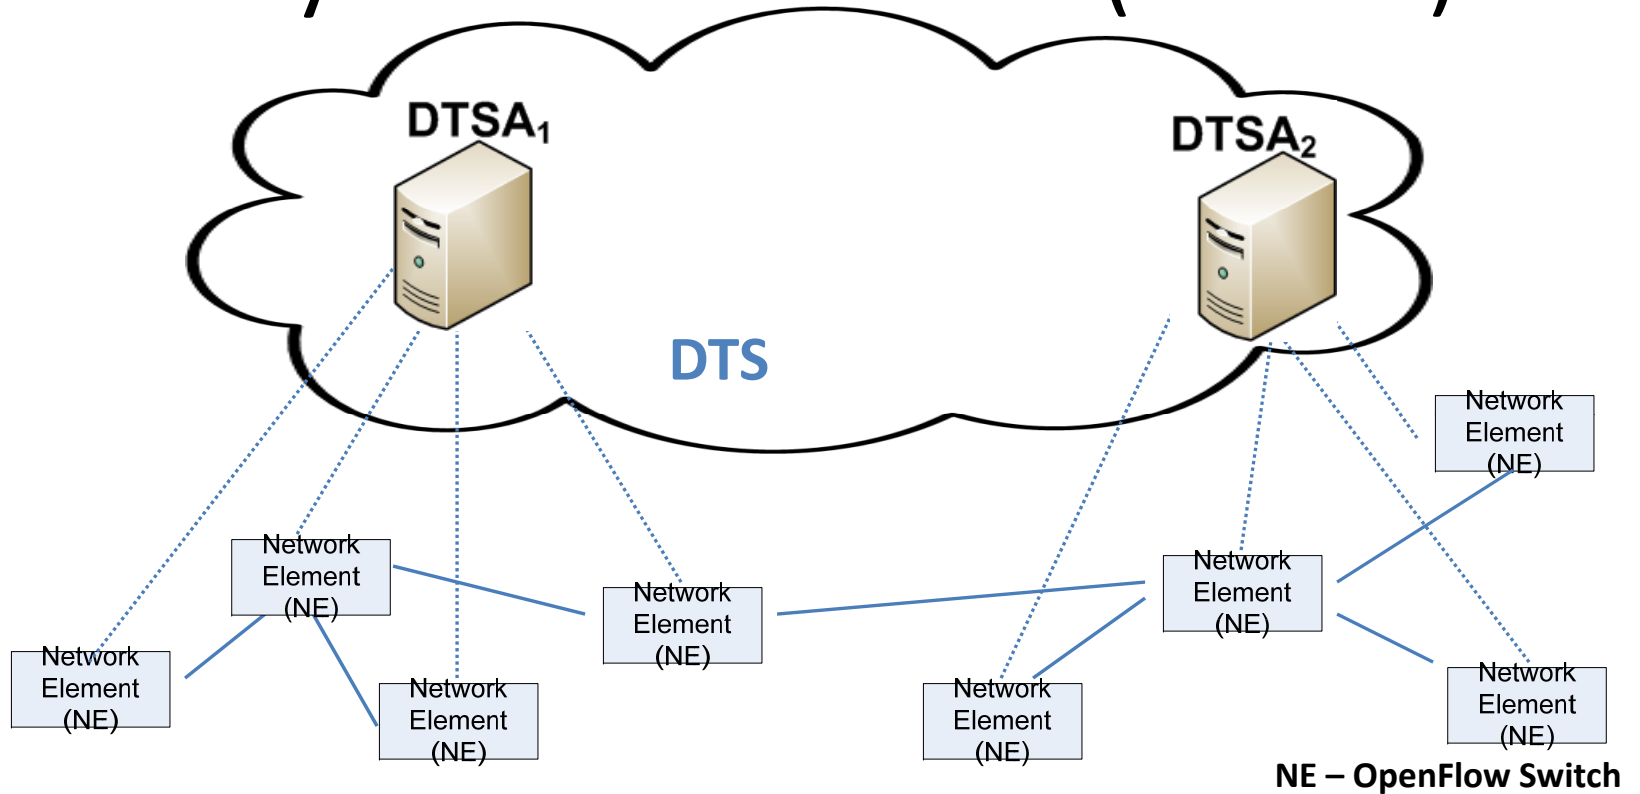 DTSA1
DTSA2
DTS
Network
Element
(NE)
Network
Element
(NE)
Network
Element
(NE)
Network
Element
(NE)
Network
Element
(NE)
Network
Element
(NE)
Network
Element
(NE)
Network
Element
(NE)
NE – OpenFlow Switch